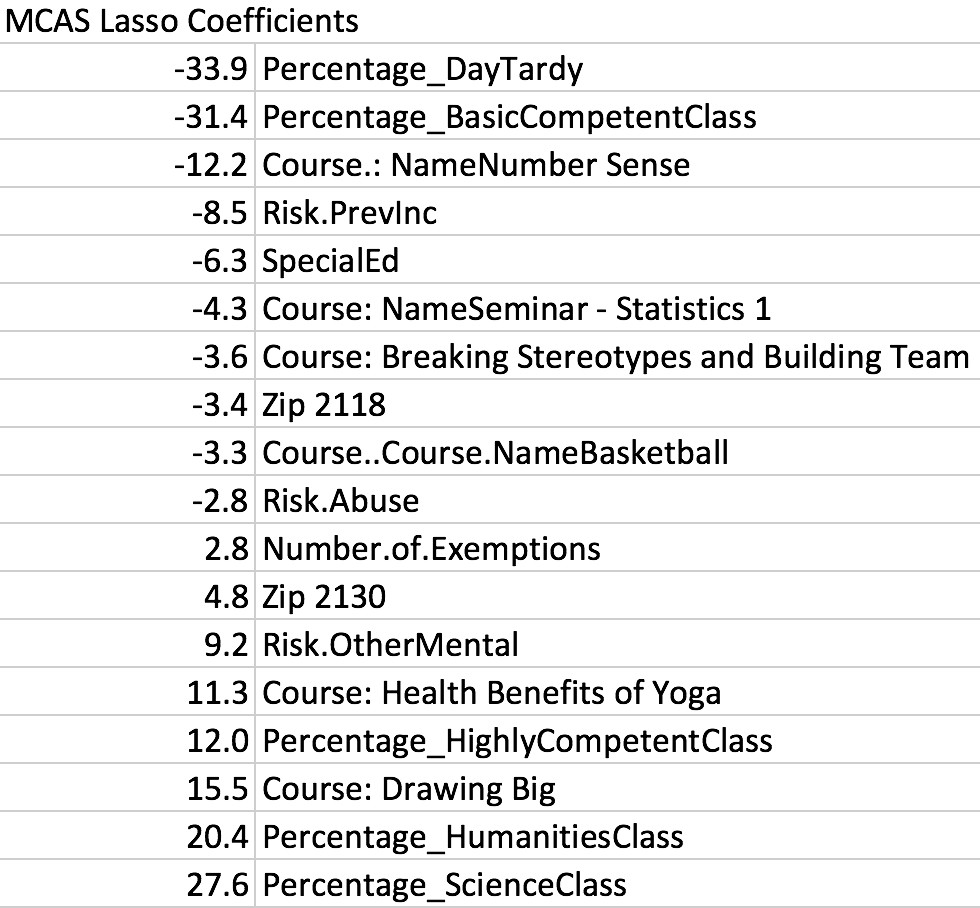 MCAS Lasso Coefficients
-33.9 Percentage_DayTardy
-31.4 Percentage_BasicCompetentClass
-12.2 Course.: NameNumber Sense
-8.5 Risk.PrevInc
-6.3 SpecialEd
-4.3 Course: NameSeminar - Statistics 1
-3.6 Course: Breaking Stereotypes and Building Team
-3.4 Zip 2118
-3.3 Course..Course.NameBasketball
-2.8 Risk.Abuse
2.8 Number.of.Exemptions
4.8 Zip 2130
9.2 Risk.OtherMental
11.3 Course: Health Benefits of Yoga
12.0 Percentage_HighlyCompetentClass
15.5 Course: Drawing Big
20.4 Percentage_HumanitiesClass
27.6 Percentage_ScienceClass